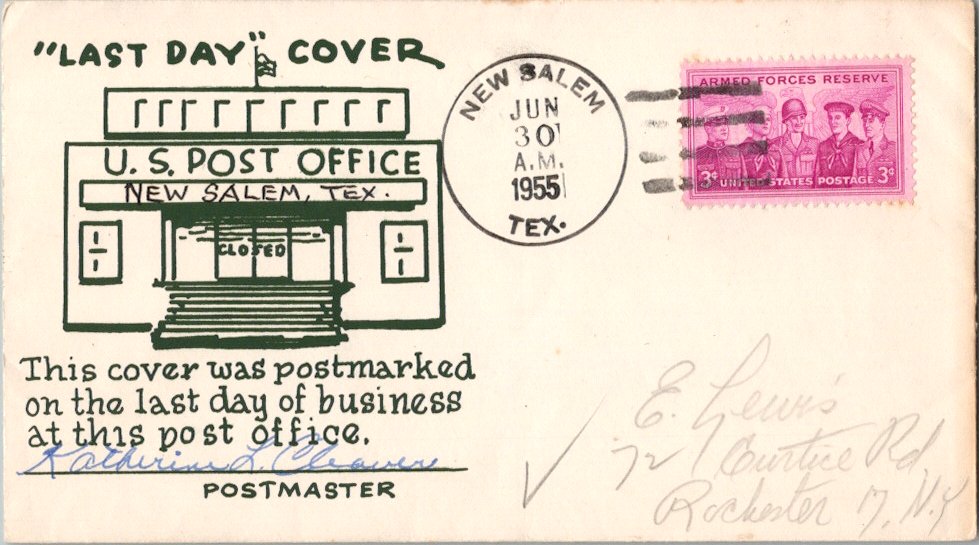 "LAST DAY" COVER
U.S. POST OFFICE
NEW SALEM, TEX.
CLOSED
This cover was postmarked
on the last day of business
at this post office.
Katherine L.
POSTMASTER
NEW SALEM
JUN
30
A.M.
1955
TEX.
ARMED FORCES RESERVE
3¢ UNITED STATES POSTAGE 3¢
E. Lewis
72 Curtice Rd
Rochester 17, N.Y